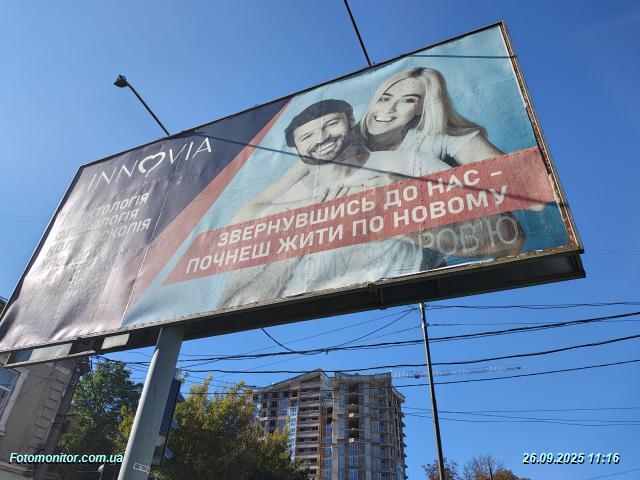 INNOVIA
ЗВЕРНУВШИСЬ ДО НАС –
ПОЧНЕШ ЖИТИ ПО НОВОМУ
Fotomonitor.com.ua
26.09.2025 11:16